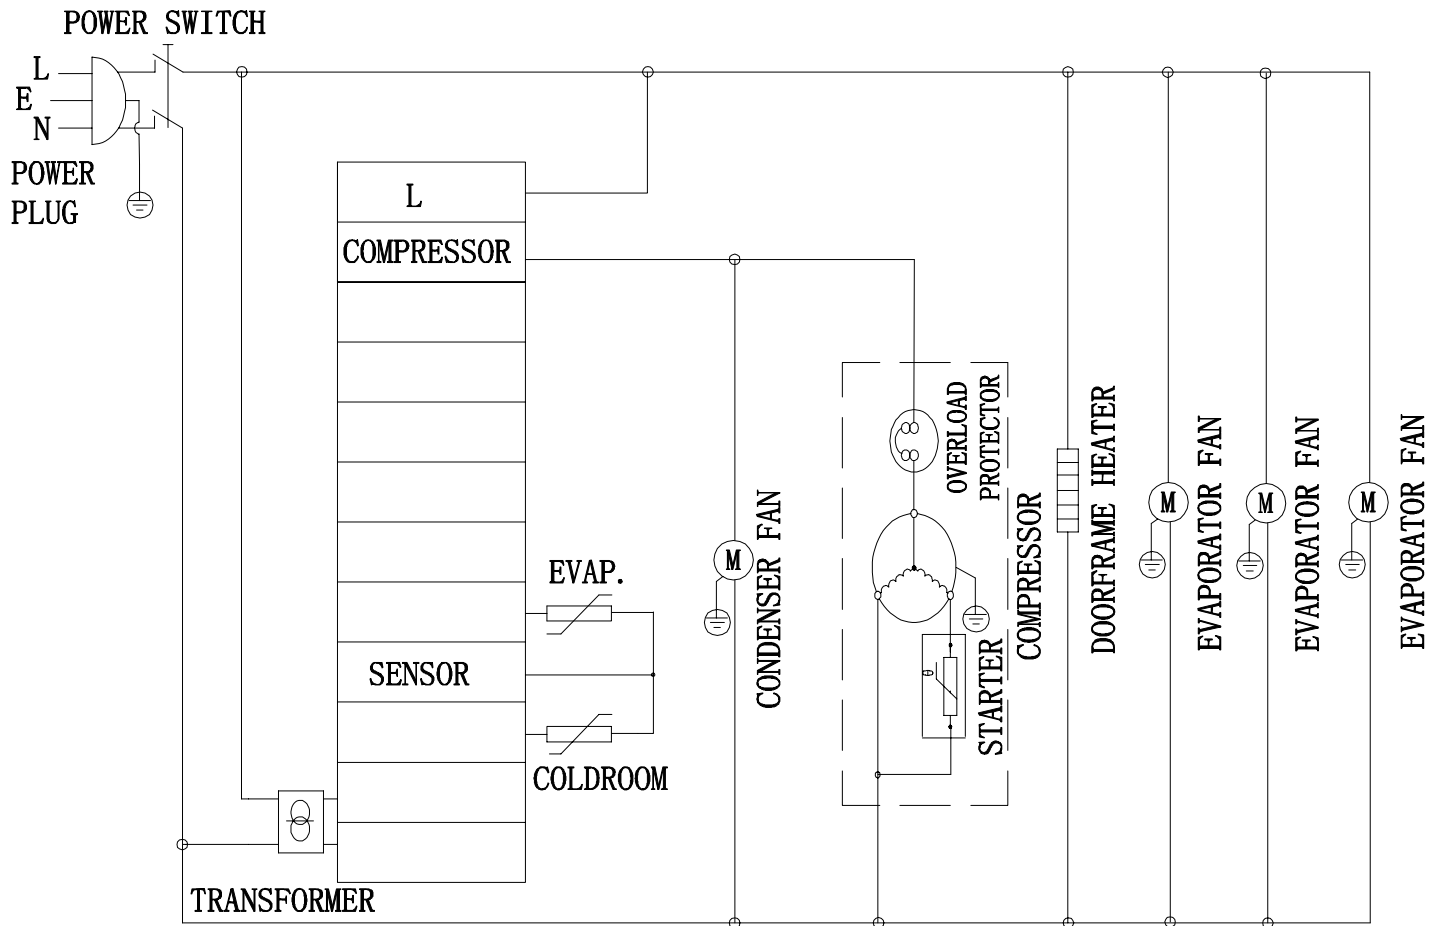 POWER SWITCH
L
E
N
POWER
PLUG
L
COMPRESSOR
EVAP.
SENSOR
COLDROOM
TRANSFORMER
M
CONDENSER FAN
OVERLOAD
PROTECTOR
COMPRESSOR
STARTER
θ
DOORFRAME HEATER
M
EVAPORATOR FAN
M
EVAPORATOR FAN
M
EVAPORATOR FAN